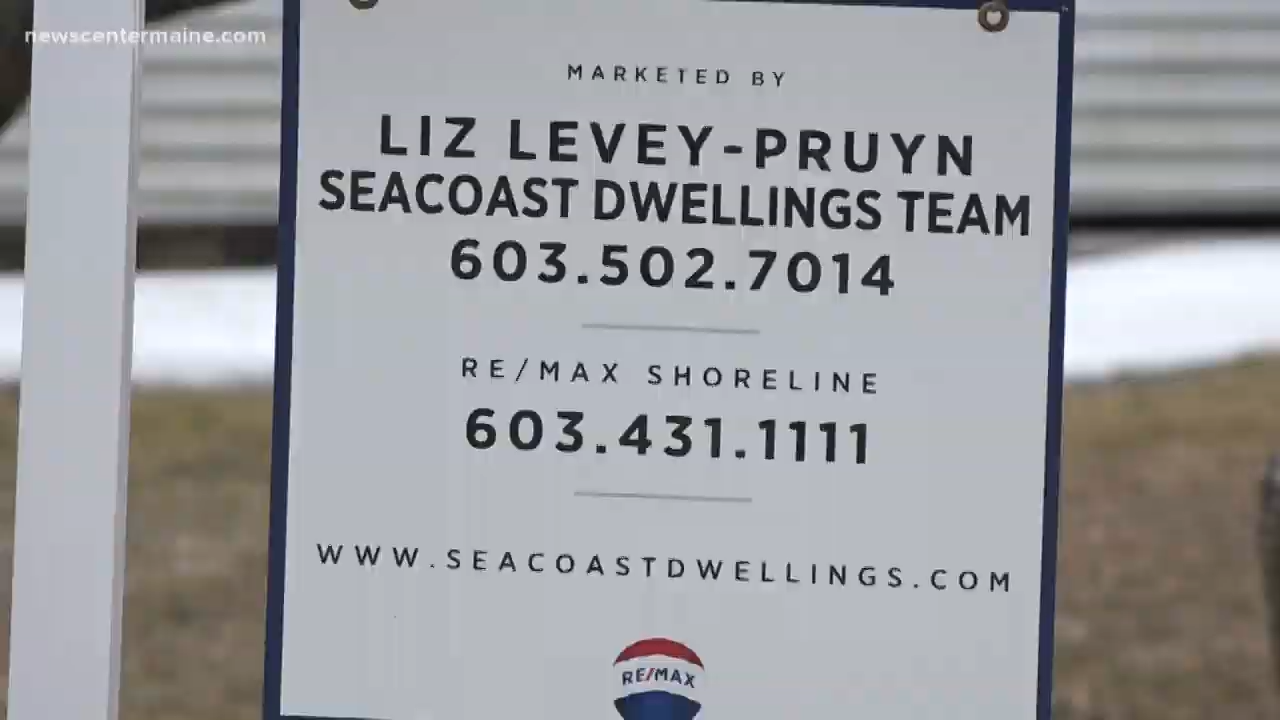 newscentermaine.com
MARKETED BY
LIZ LEVEY-PRUYN
SEACOAST DWELLINGS TEAM
603.502.7014
RE/MAX SHORELINE
603.431.1111
WWW.SEACOASTDWELLINGS.COM
RE/MAX